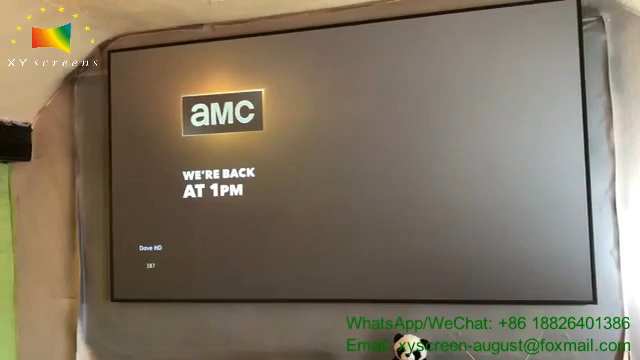 XY screens
aMC
WE'RE BACK
AT 1PM
Dave HD
387
WhatsApp/WeChat: +86 18826401386
Email: xyscreen-august@foxmail.com